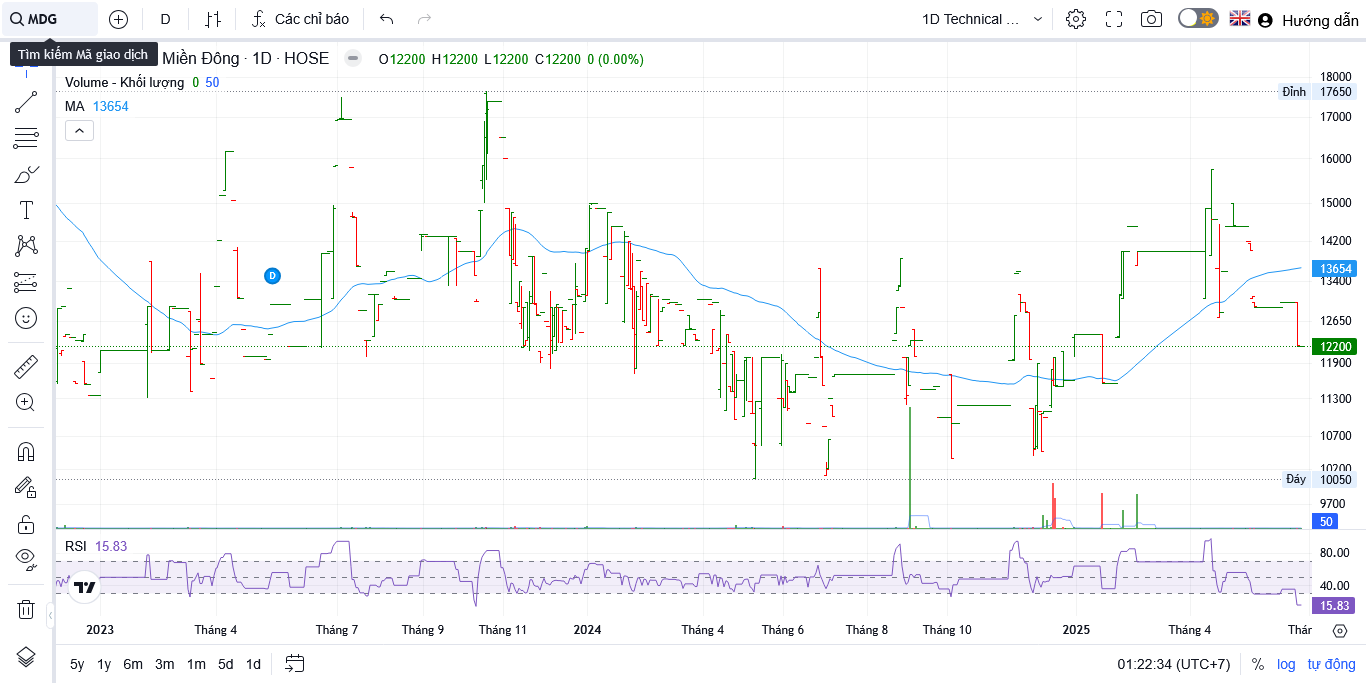 MDG D Các chỉ báo 1D Technical ... Hướng dẫn
Tìm kiếm Mã giao dịch
Miền Đông · 1D · HOSE O12200 H12200 L12200 C12200 0 (0.00%)
Volume - Khối lượng 0 50
MA 13654
18000
Đỉnh 17650
17000
16000
15000
14200
13654
13400
12650
12200
11900
11300
10700
10200
Đáy 10050
9700
50
D
RSI 15.83
80.00
40.00
15.83
2023 Tháng 4 Tháng 7 Tháng 9 Tháng 11 2024 Tháng 4 Tháng 6 Tháng 8 Tháng 10 2025 Tháng 4 Thár
5y 1y 6m 3m 1m 5d 1d 01:22:34 (UTC+7) % log tự động